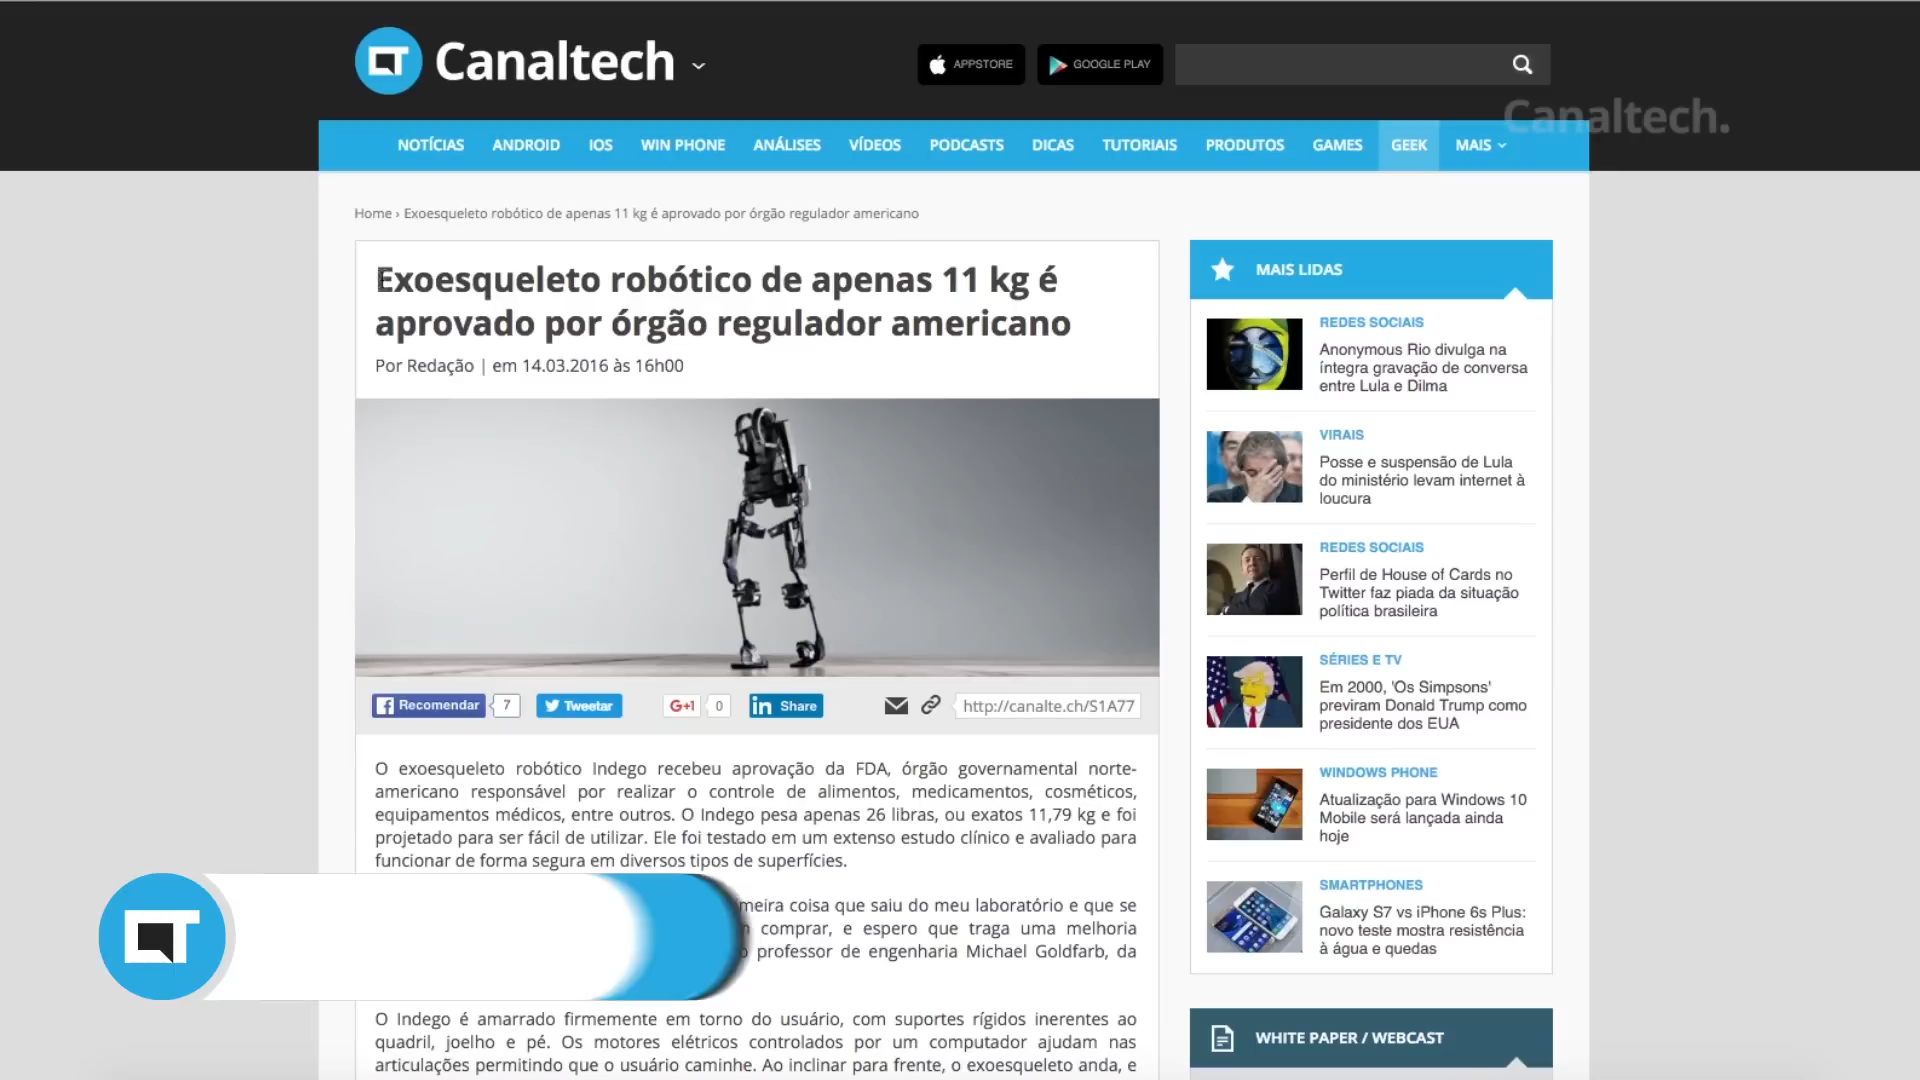 Canaltech
APPSTORE
GOOGLE PLAY
Canaltech.
NOTÍCIAS ANDROID IOS WIN PHONE ANÁLISES VÍDEOS PODCASTS DICAS TUTORIAIS PRODUTOS GAMES GEEK MAIS
Home › Exoesqueleto robótico de apenas 11 kg é aprovado por órgão regulador americano
Exoesqueleto robótico de apenas 11 kg é
aprovado por órgão regulador americano
Por Redação | em 14.03.2016 às 16h00
Recomendar 7 Tweetar G+1 0 in Share http://canalte.ch/S1A77
O exoesqueleto robótico Indego recebeu aprovação da FDA, órgão governamental norte-
americano responsável por realizar o controle de alimentos, medicamentos, cosméticos,
equipamentos médicos, entre outros. O Indego pesa apenas 26 libras, ou exatos 11,79 kg e foi
projetado para ser fácil de utilizar. Ele foi testado em um extenso estudo clínico e avaliado para
funcionar de forma segura em diversos tipos de superfícies.
meira coisa que saiu do meu laboratório e que se
comprar, e espero que traga uma melhoria
professor de engenharia Michael Goldfarb, da
CT
O Indego é amarrado firmemente em torno do usuário, com suportes rígidos inerentes ao
quadril, joelho e pé. Os motores elétricos controlados por um computador ajudam nas
articulações permitindo que o usuário caminhe. Ao inclinar para frente, o exoesqueleto anda, e
MAIS LIDAS
REDES SOCIAIS
Anonymous Rio divulga na
íntegra gravação de conversa
entre Lula e Dilma
VIRAIS
Posse e suspensão de Lula
do ministério levam internet à
loucura
REDES SOCIAIS
Perfil de House of Cards no
Twitter faz piada da situação
política brasileira
SÉRIES E TV
Em 2000, 'Os Simpsons'
previram Donald Trump como
presidente dos EUA
WINDOWS PHONE
Atualização para Windows 10
Mobile será lançada ainda
hoje
SMARTPHONES
Galaxy S7 vs iPhone 6s Plus:
novo teste mostra resistência
à água e quedas
WHITE PAPER / WEBCAST